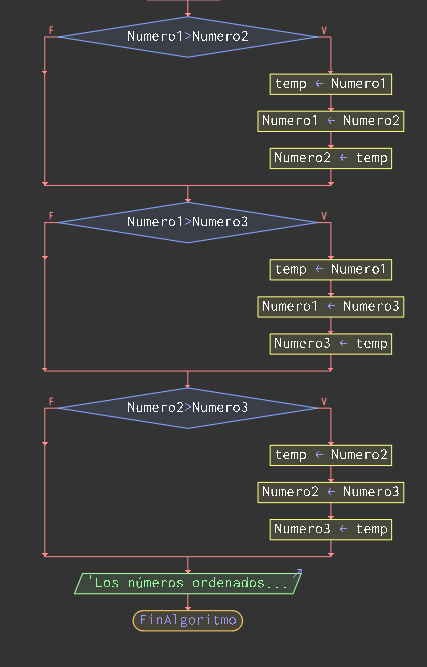 Numero1>Numero2
F
V
temp ← Numero1
Numero1 ← Numero2
Numero2 ← temp
Numero1>Numero3
F
V
temp ← Numero1
Numero1 ← Numero3
Numero3 ← temp
Numero2>Numero3
F
V
temp ← Numero2
Numero2 ← Numero3
Numero3 ← temp
'Los números ordenados...
FinAlgoritmo